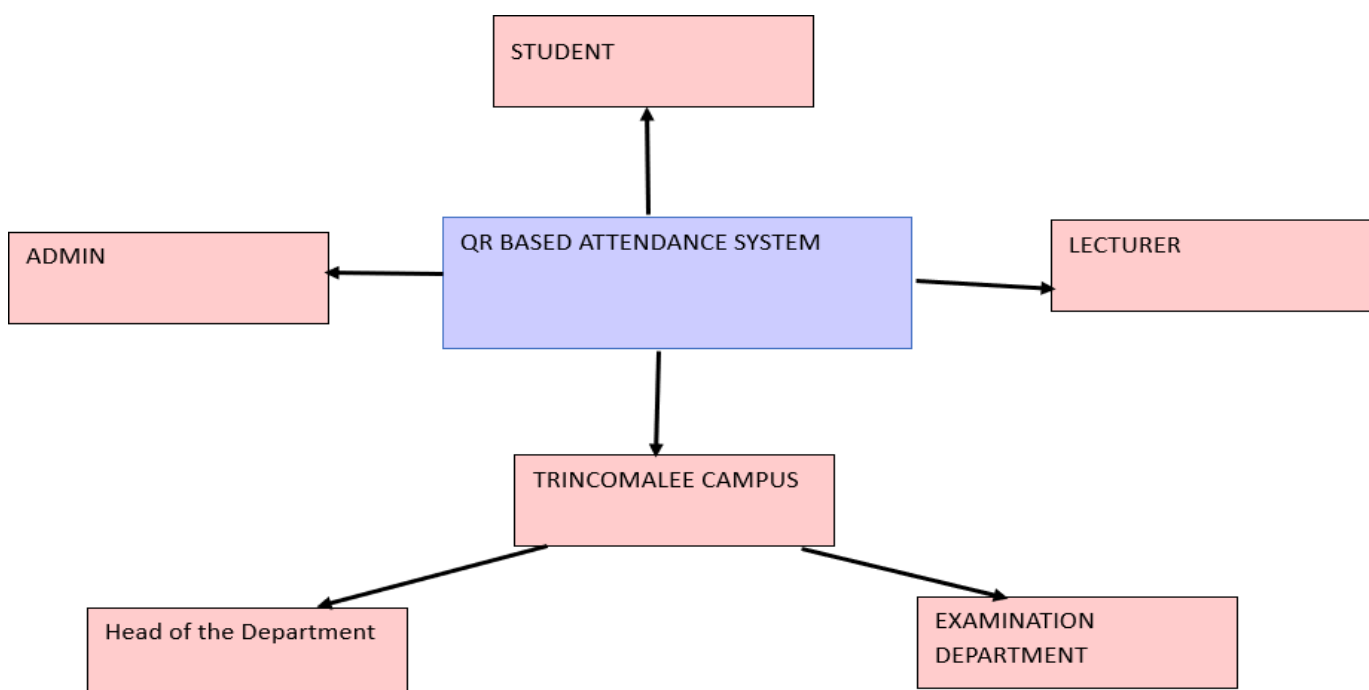 STUDENT
QR BASED ATTENDANCE SYSTEM
LECTURER
ADMIN
TRINCOMALEE CAMPUS
Head of the Department
EXAMINATION
DEPARTMENT